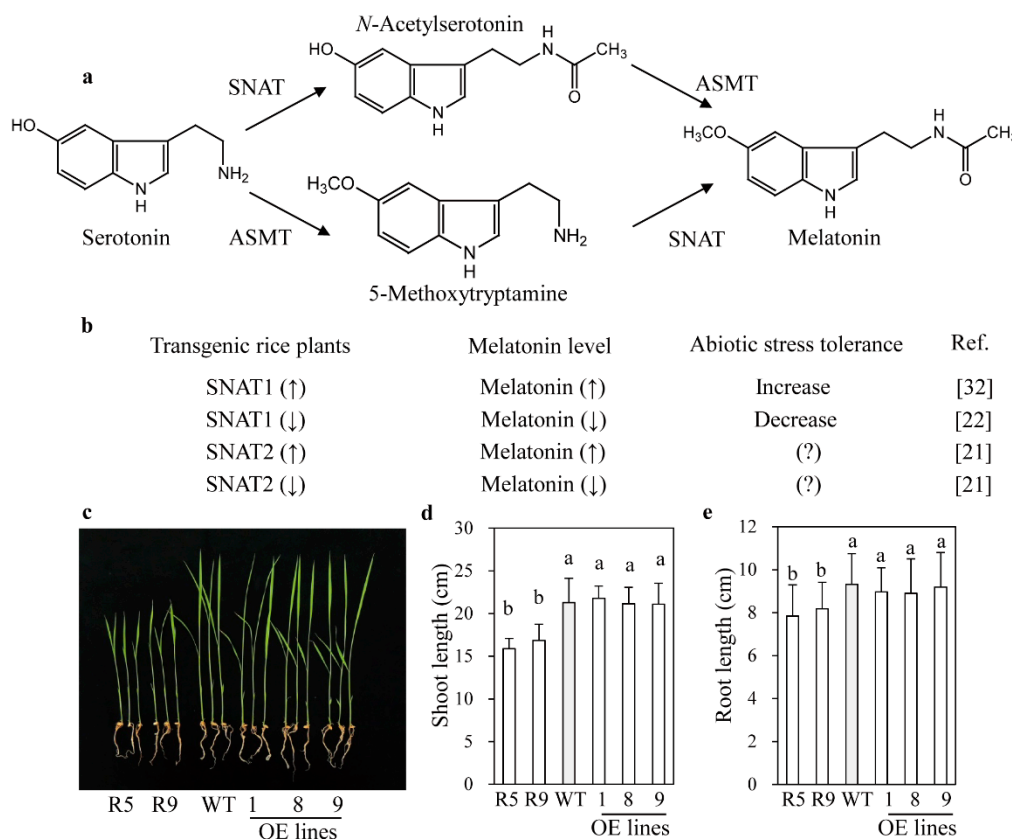 a
N-Acetylserotonin
HO
H
N
CH3
O
N
H
SNAT
ASMT
HO
NH2
N
H
Serotonin
H3CO
H
N
CH3
O
N
H
Melatonin
ASMT
H3CO
NH2
N
H
SNAT
5-Methoxytryptamine
b
Transgenic rice plants Melatonin level Abiotic stress tolerance Ref.
SNAT1 (↑) Melatonin (↑) Increase [32]
SNAT1 (↓) Melatonin (↓) Decrease [22]
SNAT2 (↑) Melatonin (↑) (?) [21]
SNAT2 (↓) Melatonin (↓) (?) [21]
c
R5 R9 WT 1 8 9
OE lines
d
Shoot length (cm)
30
25
20
15
10
5
0
b b a a a a
R5 R9 WT 1 8 9
OE lines
e
Root length (cm)
12
10
8
6
4
2
0
b b a a a a
R5 R9 WT 1 8 9
OE lines